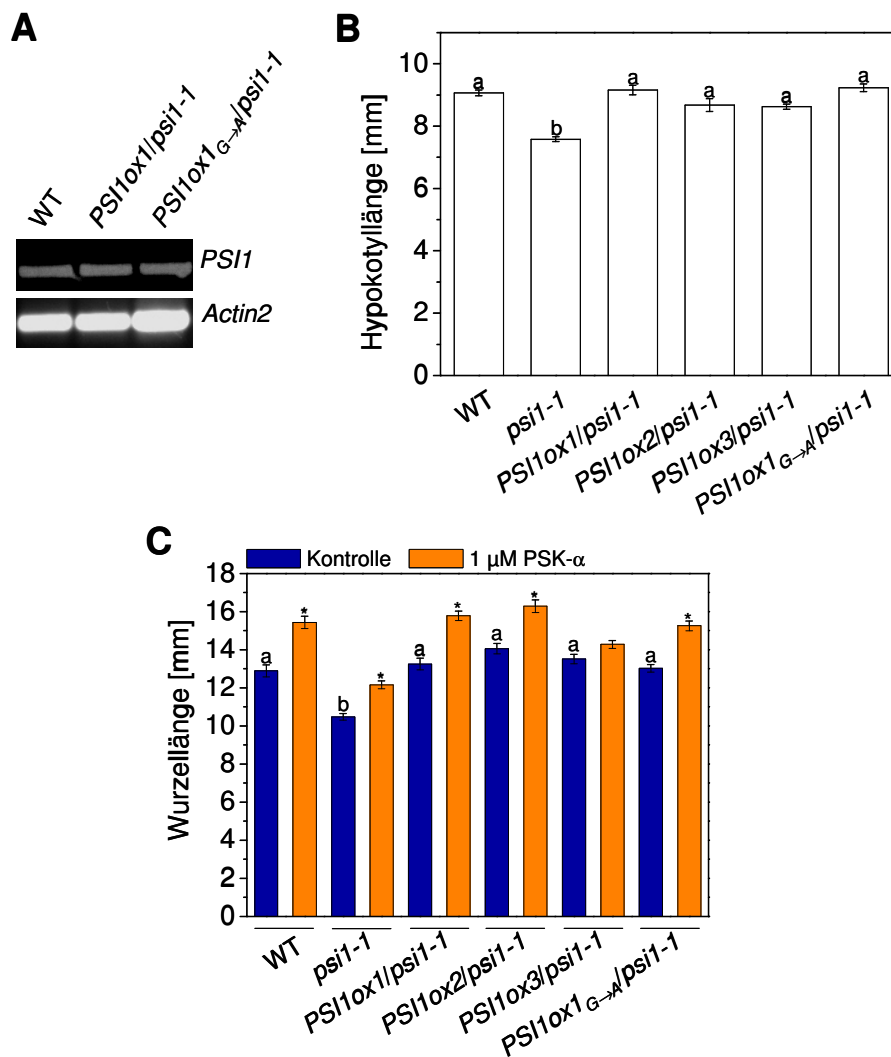 A
WT
PSI1ox1/psi1-1
PSI1ox1G→A/psi1-1
PSI1
Actin2
B
Hypokotyllänge [mm]
10
8
6
4
2
0
a
b
a
a
a
a
WT
psi1-1
PSI1ox1/psi1-1
PSI1ox2/psi1-1
PSI1ox3/psi1-1
PSI1ox1G→A/psi1-1
C
Kontrolle
1 µM PSK-α
Wurzellänge [mm]
18
16
14
12
10
8
6
4
2
0
a *
b *
a *
a *
a
a *
WT
psi1-1
PSI1ox1/psi1-1
PSI1ox2/psi1-1
PSI1ox3/psi1-1
PSI1ox1G→A/psi1-1